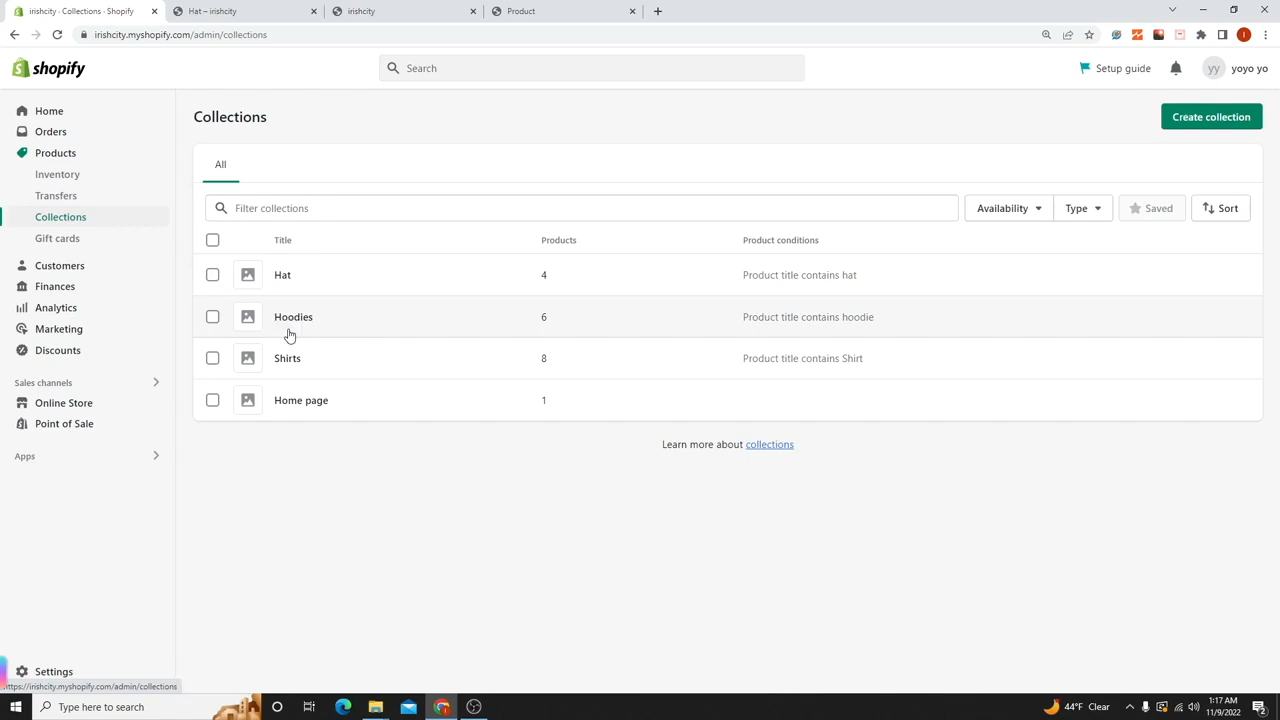 irishcity · Collections · Shopify
Hat – irishcity
irishcity
Product
irishcity.myshopify.com/admin/collections
shopify
Search
Setup guide
yy
yoyo yo
Home
Orders
Products
Inventory
Transfers
Collections
Gift cards
Customers
Finances
Analytics
Marketing
Discounts
Sales channels
Online Store
Point of Sale
Apps
Settings
https://irishcity.myshopify.com/admin/collections
Collections
Create collection
All
Filter collections
Availability
Type
Saved
Sort
Title Products Product conditions
Hat 4 Product title contains hat
Hoodies 6 Product title contains hoodie
Shirts 8 Product title contains Shirt
Home page 1
Learn more about collections
Type here to search
44°F Clear
1:17 AM
11/9/2022
2